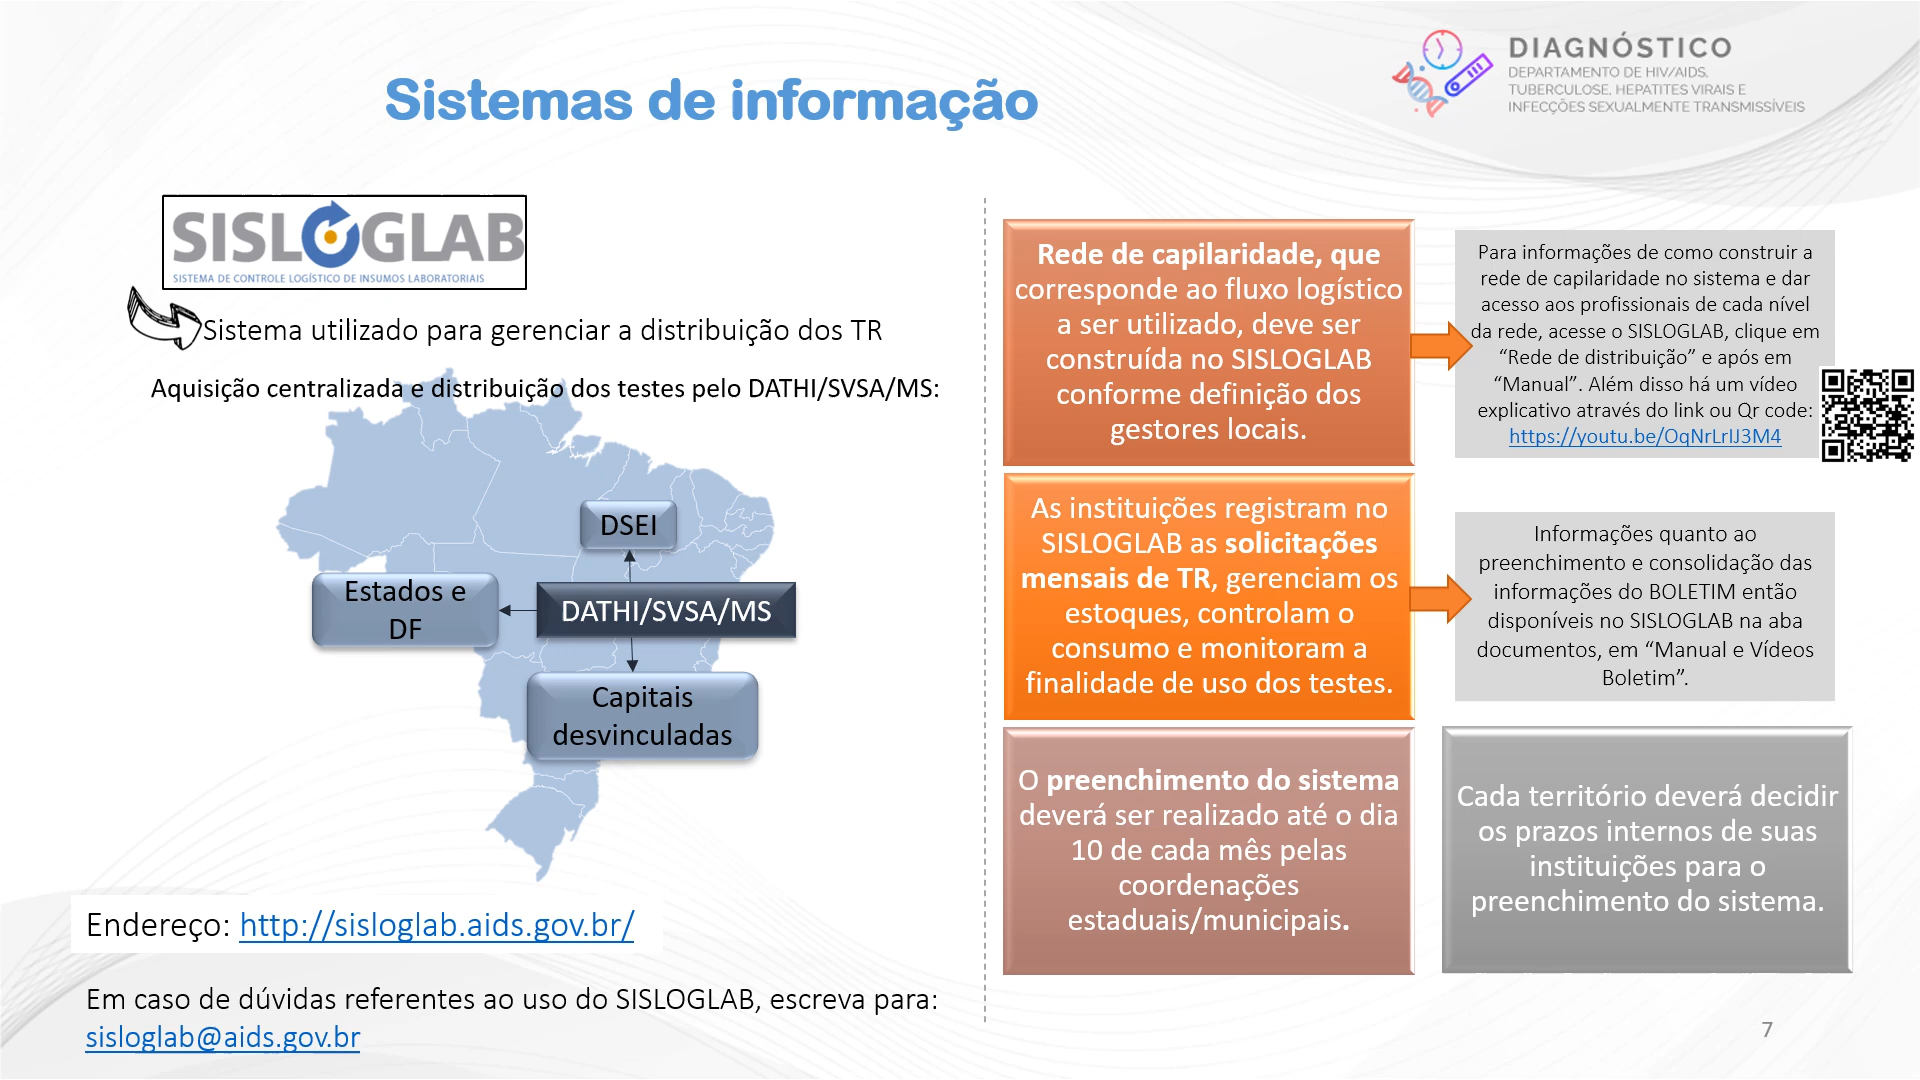 Sistemas de informação
DIAGNÓSTICO
DEPARTAMENTO DE HIV/AIDS,
TUBERCULOSE, HEPATITES VIRAIS E
INFECÇÕES SEXUALMENTE TRANSMISSÍVEIS
SISLOGLAB
SISTEMA DE CONTROLE LOGÍSTICO DE INSUMOS LABORATORIAIS
Sistema utilizado para gerenciar a distribuição dos TR
Aquisição centralizada e distribuição dos testes pelo DATHI/SVSA/MS:
DSEI
Estados e
DF
DATHI/SVSA/MS
Capitais
desvinculadas
Endereço: http://sisloglab.aids.gov.br/
Em caso de dúvidas referentes ao uso do SISLOGLAB, escreva para:
sisloglab@aids.gov.br
Rede de capilaridade, que
corresponde ao fluxo logístico
a ser utilizado, deve ser
construída no SISLOGLAB
conforme definição dos
gestores locais.
Para informações de como construir a
rede de capilaridade no sistema e dar
acesso aos profissionais de cada nível
da rede, acesse o SISLOGLAB, clique em
“Rede de distribuição” e após em
“Manual”. Além disso há um vídeo
explicativo através do link ou Qr code:
https://youtu.be/OqNrLrIJ3M4
As instituições registram no
SISLOGLAB as solicitações
mensais de TR, gerenciam os
estoques, controlam o
consumo e monitoram a
finalidade de uso dos testes.
Informações quanto ao
preenchimento e consolidação das
informações do BOLETIM então
disponíveis no SISLOGLAB na aba
documentos, em “Manual e Vídeos
Boletim”.
O preenchimento do sistema
deverá ser realizado até o dia
10 de cada mês pelas
coordenações
estaduais/municipais.
Cada território deverá decidir
os prazos internos de suas
instituições para o
preenchimento do sistema.
7